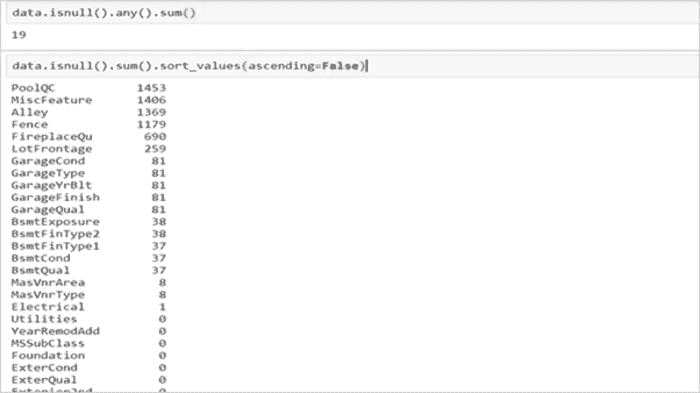 data.isnull().any().sum()
19
data.isnull().sum().sort_values(ascending=False)
PoolQC 1453
MiscFeature 1406
Alley 1369
Fence 1179
FireplaceQu 690
LotFrontage 259
GarageCond 81
GarageType 81
GarageYrBlt 81
GarageFinish 81
GarageQual 81
BsmtExposure 38
BsmtFinType2 38
BsmtFinType1 37
BsmtCond 37
BsmtQual 37
MasVnrArea 8
MasVnrType 8
Electrical 1
Utilities 0
YearRemodAdd 0
MSSubClass 0
Foundation 0
ExterCond 0
ExterQual 0
Exterior2nd 0